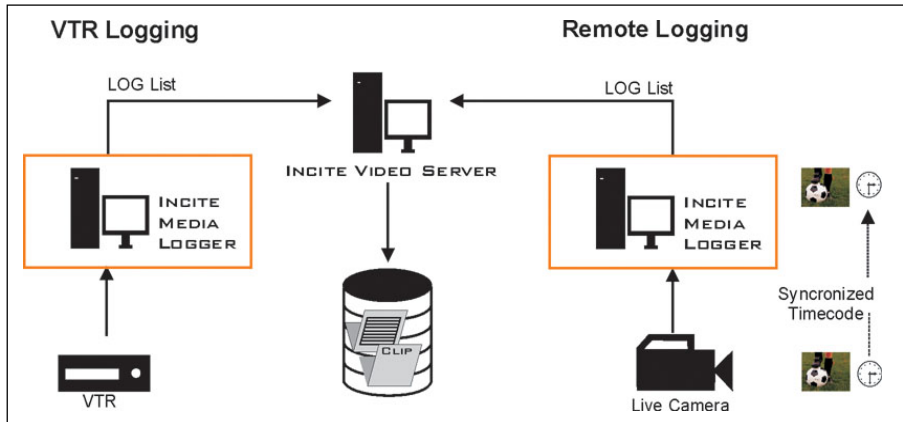 VTR Logging
Remote Logging
LOG List
LOG List
INCITE VIDEO SERVER
INCITE
MEDIA
LOGGER
INCITE
MEDIA
LOGGER
Syncronized
Timecode
CLIP
VTR
Live Camera